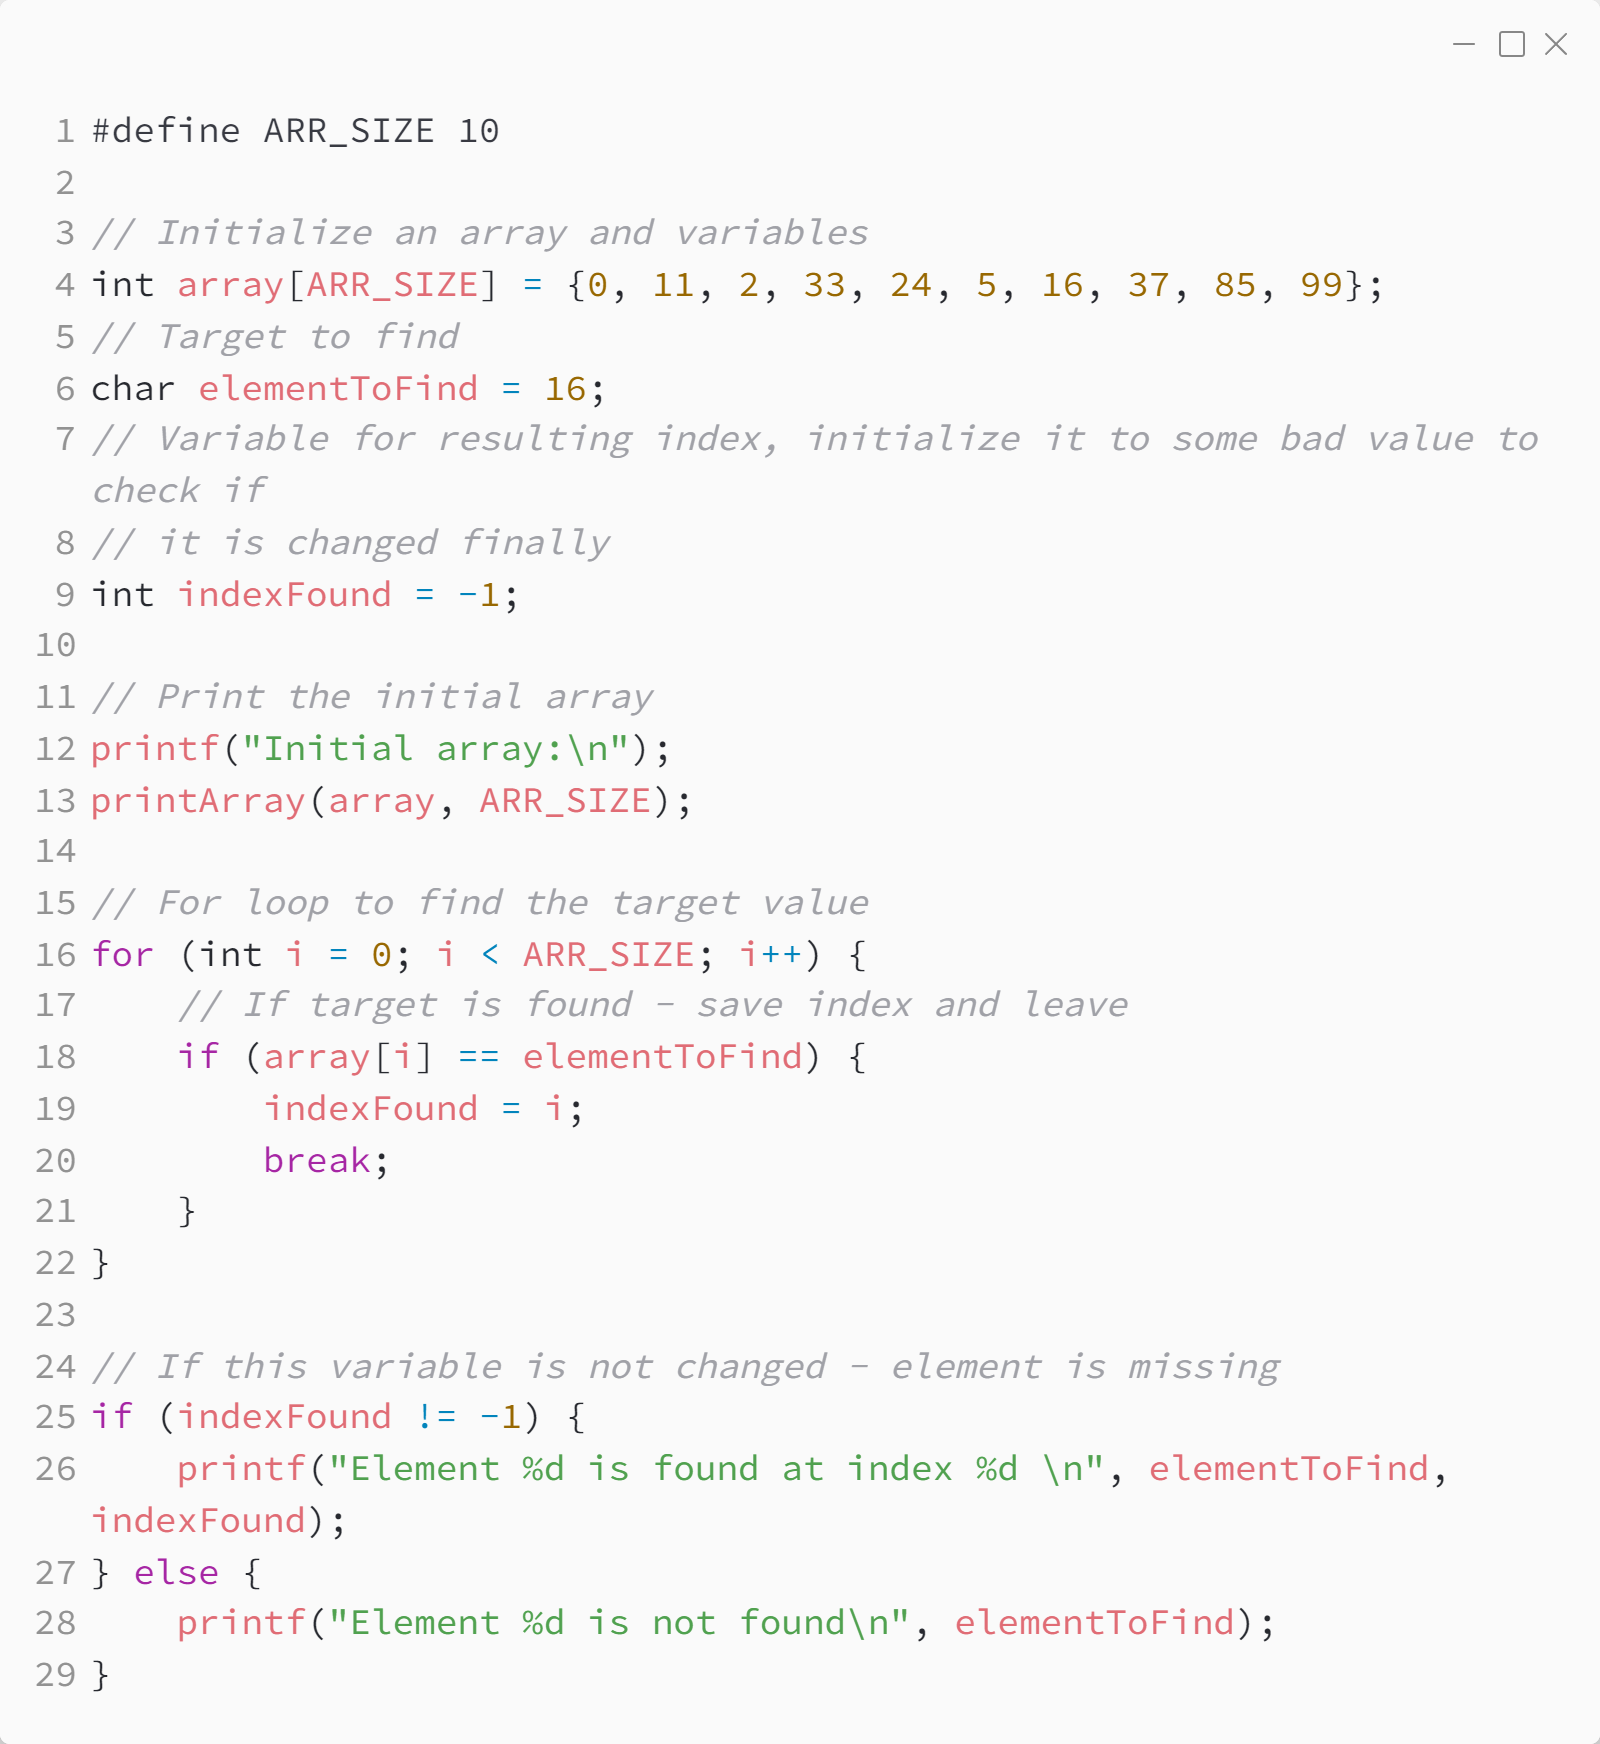 1 #define ARR_SIZE 10
2
3 // Initialize an array and variables
4 int array[ARR_SIZE] = {0, 11, 2, 33, 24, 5, 16, 37, 85, 99};
5 // Target to find
6 char elementToFind = 16;
7 // Variable for resulting index, initialize it to some bad value to
check if
8 // it is changed finally
9 int indexFound = -1;
10
11 // Print the initial array
12 printf("Initial array:\n");
13 printArray(array, ARR_SIZE);
14
15 // For loop to find the target value
16 for (int i = 0; i < ARR_SIZE; i++) {
17     // If target is found - save index and leave
18     if (array[i] == elementToFind) {
19         indexFound = i;
20         break;
21     }
22 }
23
24 // If this variable is not changed - element is missing
25 if (indexFound != -1) {
26     printf("Element %d is found at index %d \n", elementToFind,
indexFound);
27 } else {
28     printf("Element %d is not found\n", elementToFind);
29 }